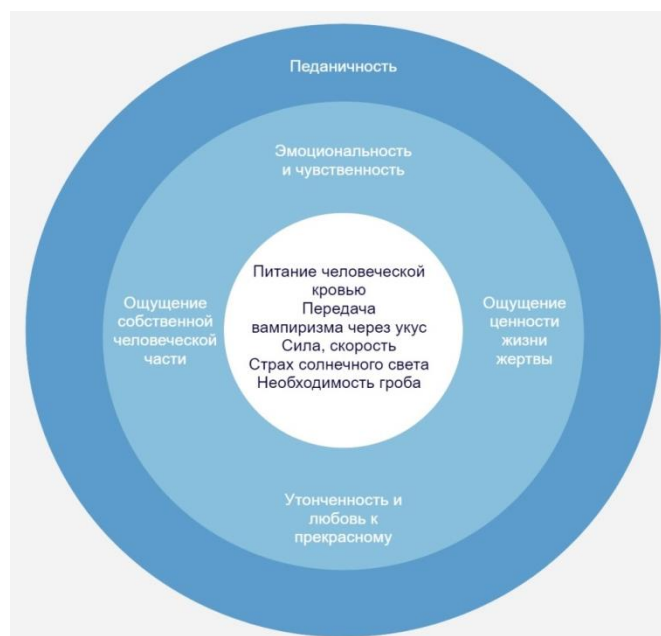 Педаничность
Эмоциональность
и чувственность
Питание человеческой
кровью
Передача
вампиризма через укус
Сила, скорость
Страх солнечного света
Необходимость гроба
Ощущение
собственной
человеческой
части
Ощущение
ценности
жизни
жертвы
Утонченность и
любовь к
прекрасному